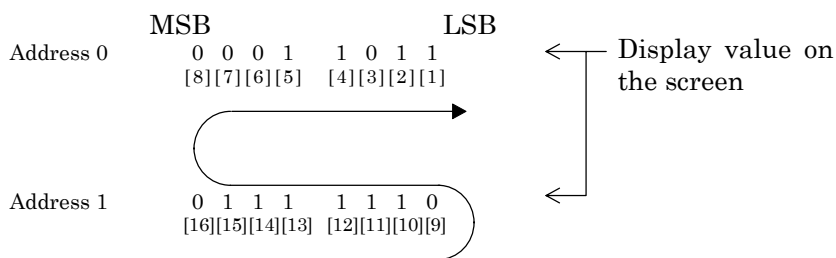 MSB LSB
Address 0 0 0 0 1 1 0 1 1 Display value on
[8][7][6][5] [4][3][2][1] the screen
Address 1 0 1 1 1 1 1 1 0
[16][15][14][13] [12][11][10][9]